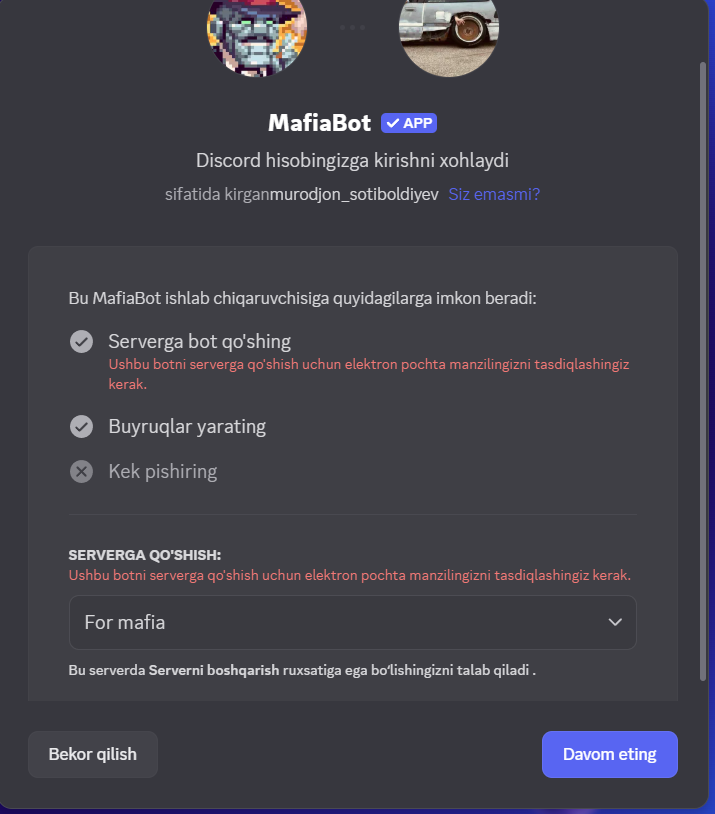 MafiaBot APP
Discord hisobingizga kirishni xohlaydi
sifatida kirganmurodjon_sotiboldiyev Siz emasmi?
Bu MafiaBot ishlab chiqaruvchisiga quyidagilarga imkon beradi:
Serverga bot qo'shing
Ushbu botni serverga qo'shish uchun elektron pochta manzilingizni tasdiqlashingiz
kerak.
Buyruqlar yarating
Kek pishiring
SERVERGA QO'SHISH:
Ushbu botni serverga qo'shish uchun elektron pochta manzilingizni tasdiqlashingiz kerak.
For mafia
Bu serverda Serverni boshqarish ruxsatiga ega bo‘lishingizni talab qiladi .
Bekor qilish
Davom eting